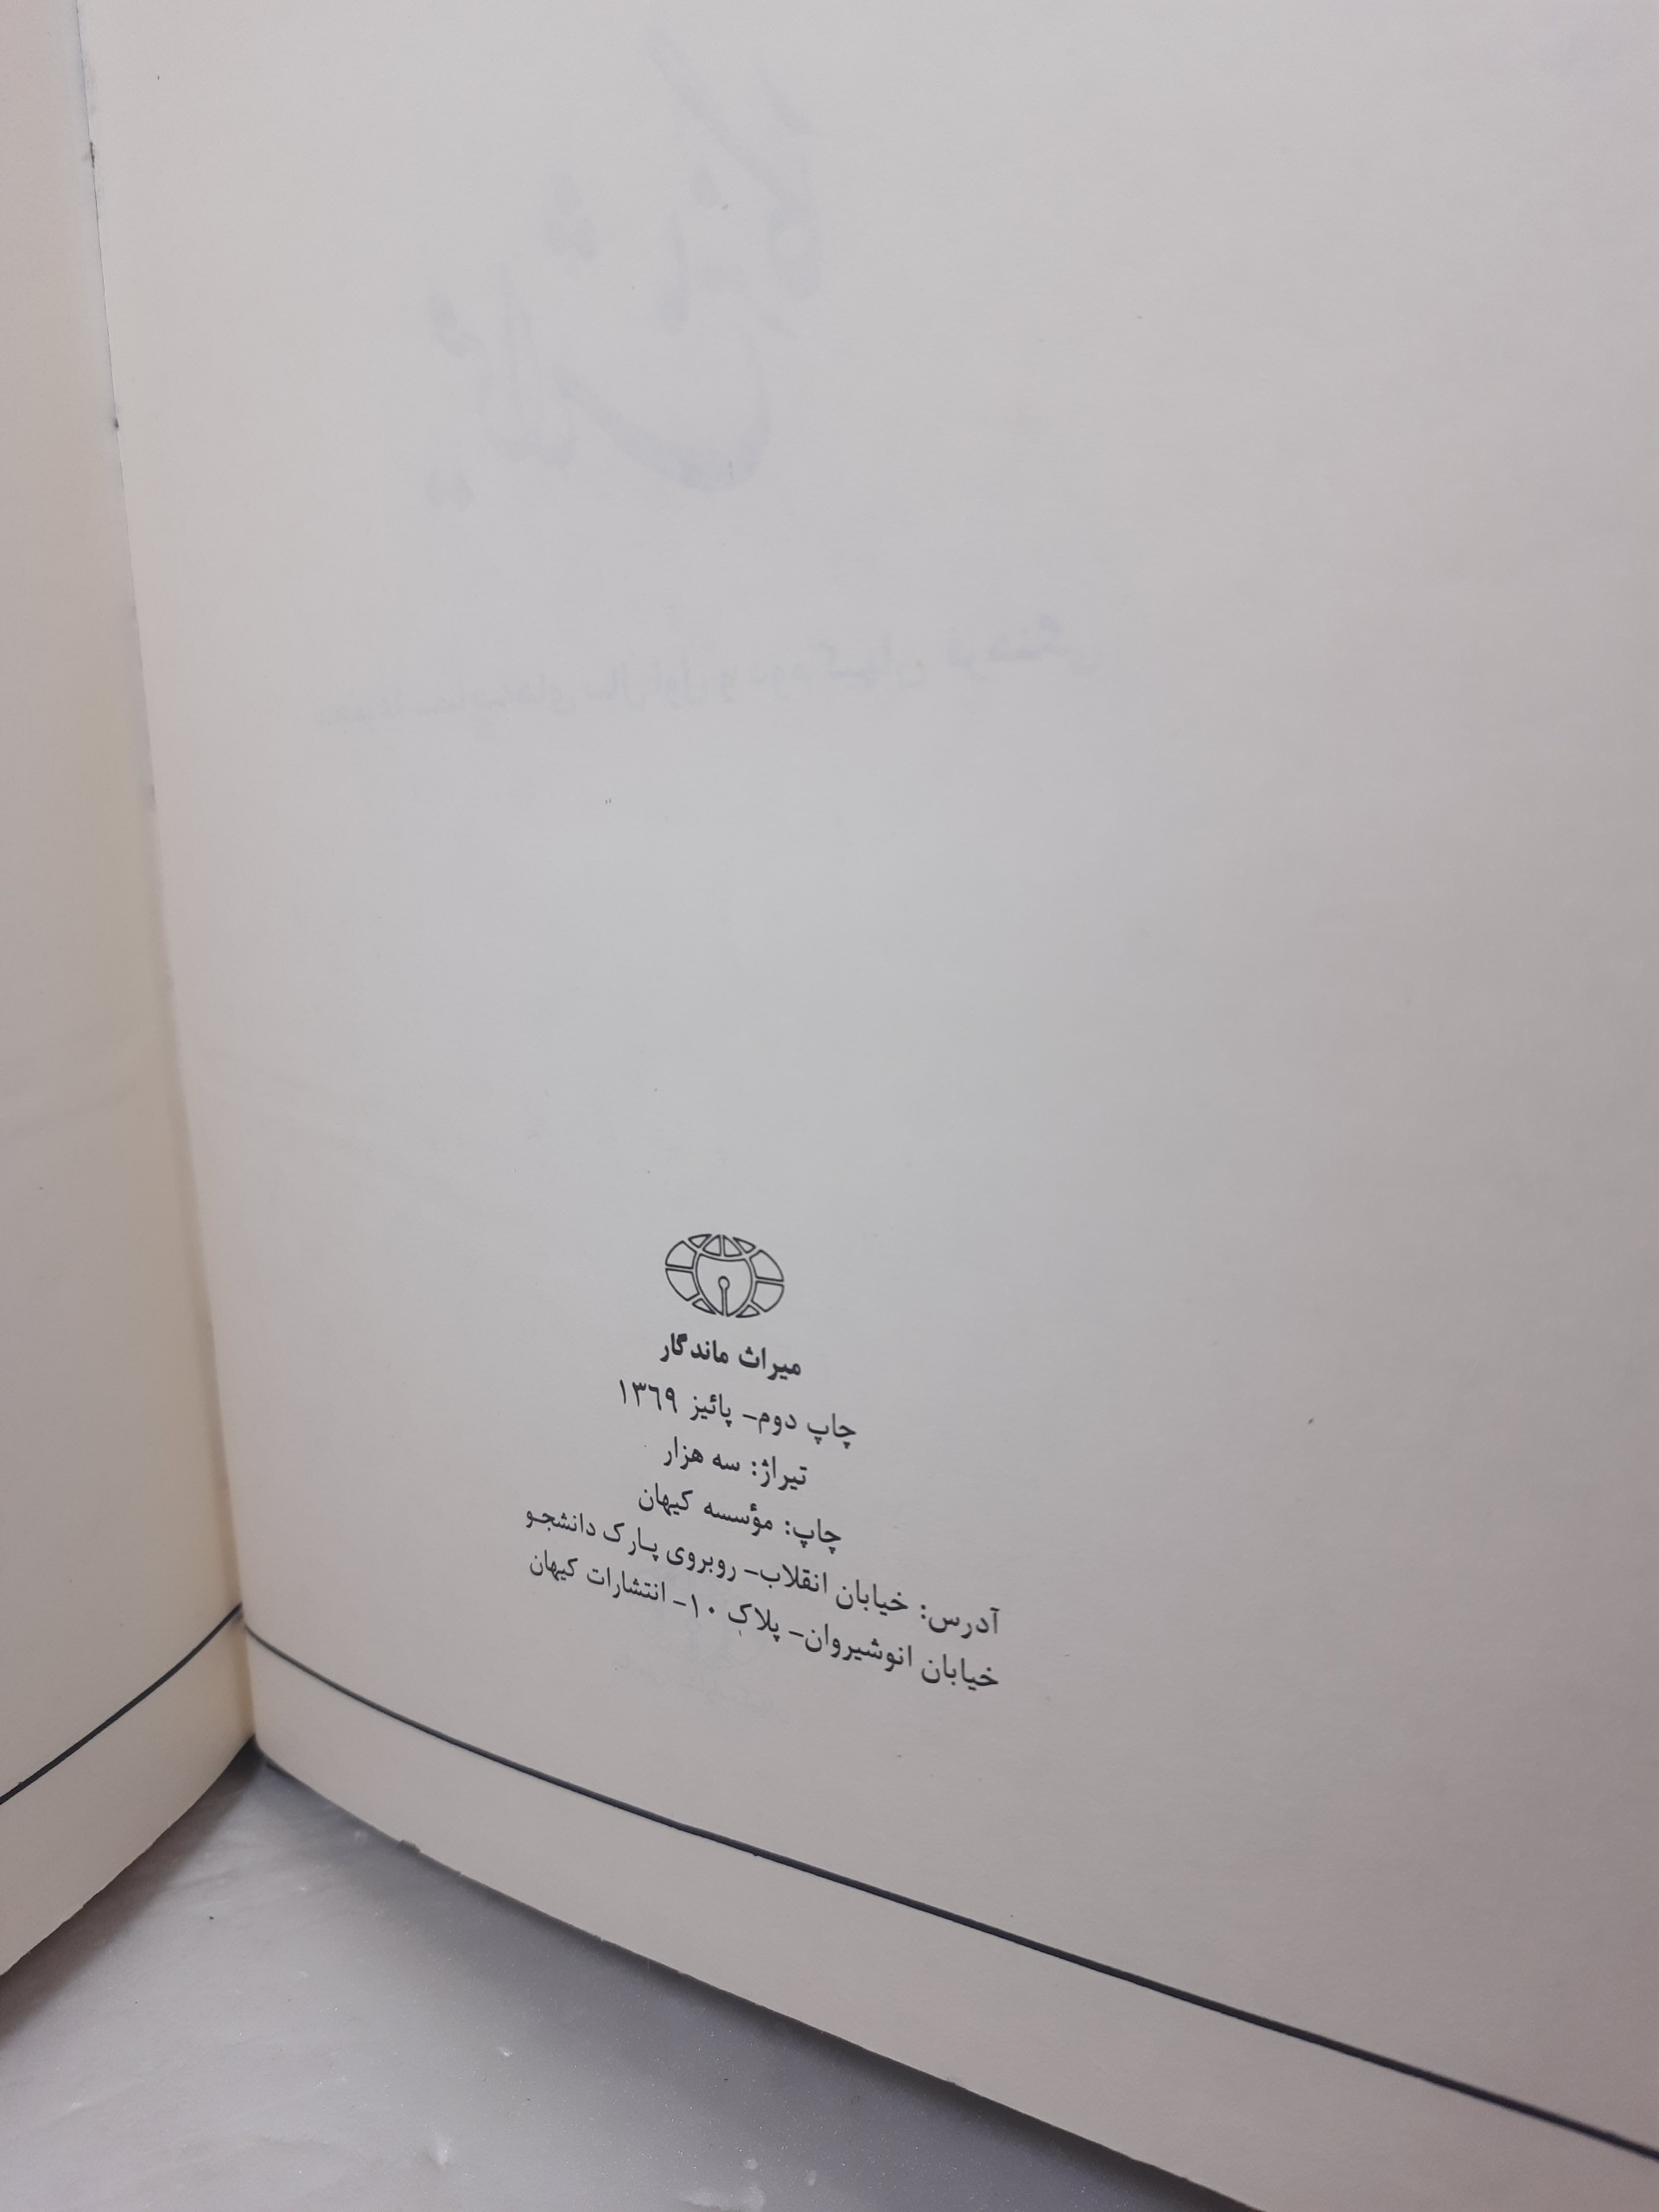 میراث ماندگار
چاپ دوم- پائیز ۱۳٦۹
تیراژ: سه هزار
چاپ: مؤسسه کیهان
آدرس: خیابان انقلاب- روبروی پارک دانشجو
خیابان انوشیروان- پلاک ۱۰- انتشارات کیهان